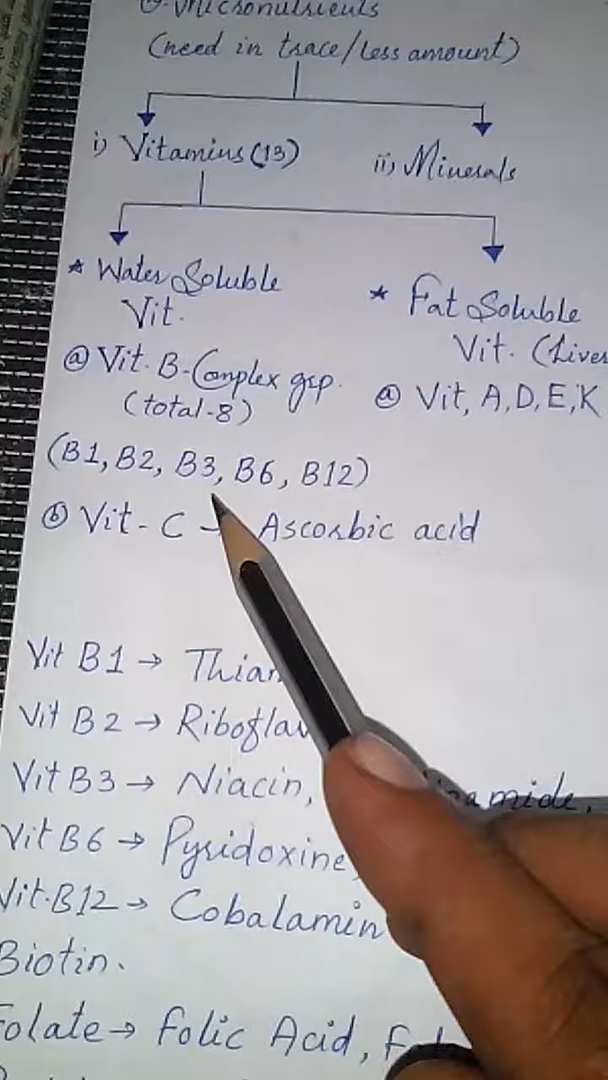 Micronutrients
(need in trace/Less amount)
i) Vitamins (13)
ii) Minerals
* Water Soluble
Vit.
* Fat Soluble
Vit. (Liver
@ Vit. B-Complex grp.
(total-8)
@ Vit, A, D, E, K
(B1, B2, B3, B6, B12)
ⓑ Vit - C → Ascorbic acid
Vit B1 →
Vit B2 →
Vit B3 → Niacin,
Vit B6 → Pyridoxine,
Vit. B12 → Cobalamin
Biotin.
Folate → Folic Acid,